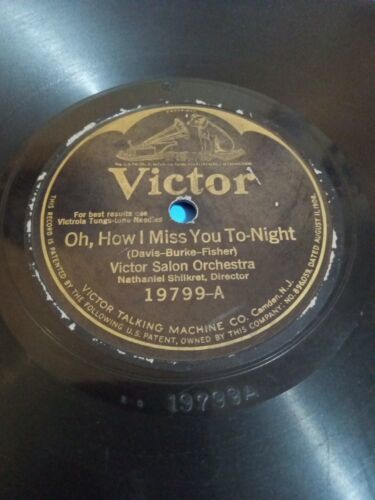 Victor
For best results use
Victrola Tungs-tone Needles
Oh, How I Miss You To-Night
(Davis-Burke-Fisher)
Victor Salon Orchestra
Nathaniel Shilkret, Director
19799-A
THIS RECORD IS PATENTED BY THE FOLLOWING U.S. PATENT, OWNED BY THIS COMPANY, NO. 896059, DATED AUGUST 11, 1908
VICTOR TALKING MACHINE CO. Camden, N.J.
19799A